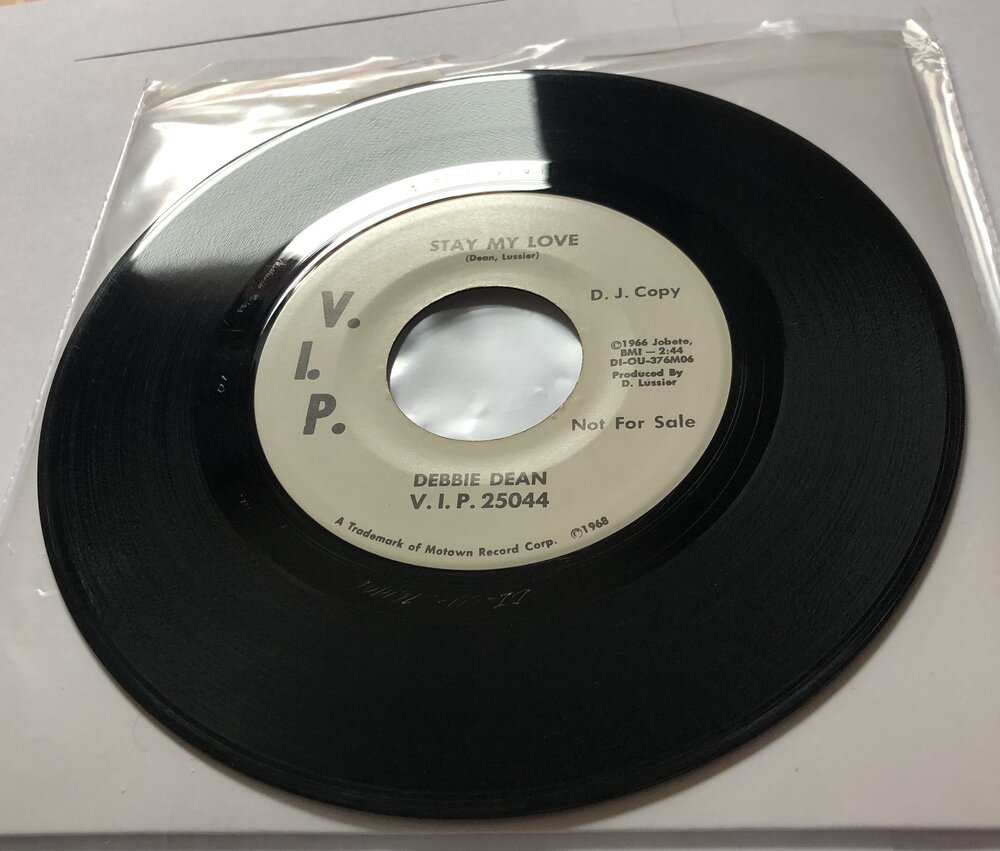 STAY MY LOVE
(Dean, Lussier)
V.
I.
P.
D. J. Copy
©1966 Jobete,
BMI — 2:44
DI-OU-376M06
Produced By
D. Lussier
Not For Sale
DEBBIE DEAN
V. I. P. 25044
A Trademark of Motown Record Corp. ©1968